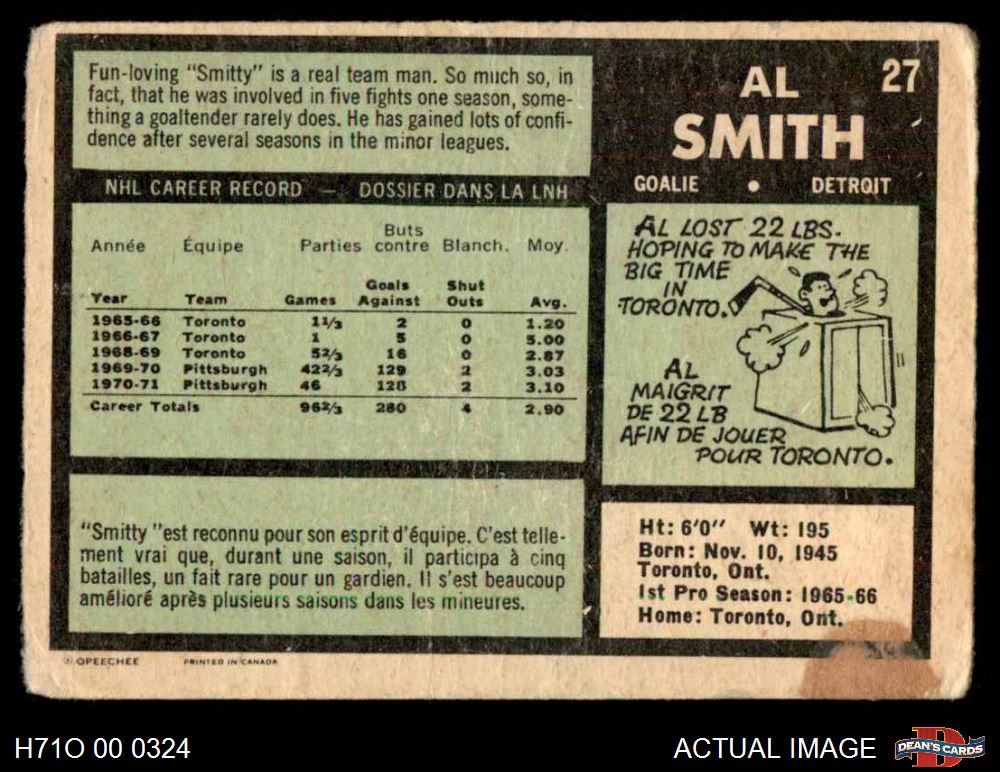 Fun-loving "Smitty" is a real team man. So much so, in
fact, that he was involved in five fights one season, some-
thing a goaltender rarely does. He has gained lots of confi-
dence after several seasons in the minor leagues.
AL 27
SMITH
GOALIE • DETROIT
NHL CAREER RECORD — DOSSIER DANS LA LNH
Année Équipe Parties Buts contre Blanch. Moy.
Year Team Games Goals Against Shut Outs Avg.
1965-66 Toronto 11/3 2 0 1.20
1966-67 Toronto 1 5 0 5.00
1968-69 Toronto 52/3 16 0 2.87
1969-70 Pittsburgh 422/3 129 2 3.03
1970-71 Pittsburgh 46 128 2 3.10
Career Totals 962/3 280 4 2.90
AL LOST 22 LBS.
HOPING TO MAKE THE
BIG TIME
IN
TORONTO.
AL
MAIGRIT
DE 22 LB
AFIN DE JOUER
POUR TORONTO.
"Smitty "est reconnu pour son esprit d'équipe. C'est telle-
ment vrai que, durant une saison, il participa à cinq
batailles, un fait rare pour un gardien. Il s'est beaucoup
amélioré après plusieurs saisons dans les mineures.
Ht: 6'0" Wt: 195
Born: Nov. 10, 1945
Toronto, Ont.
1st Pro Season: 1965-66
Home: Toronto, Ont.
© OPEECHEE PRINTED IN CANADA
H71O 00 0324
ACTUAL IMAGE
D
DEAN'S CARDS